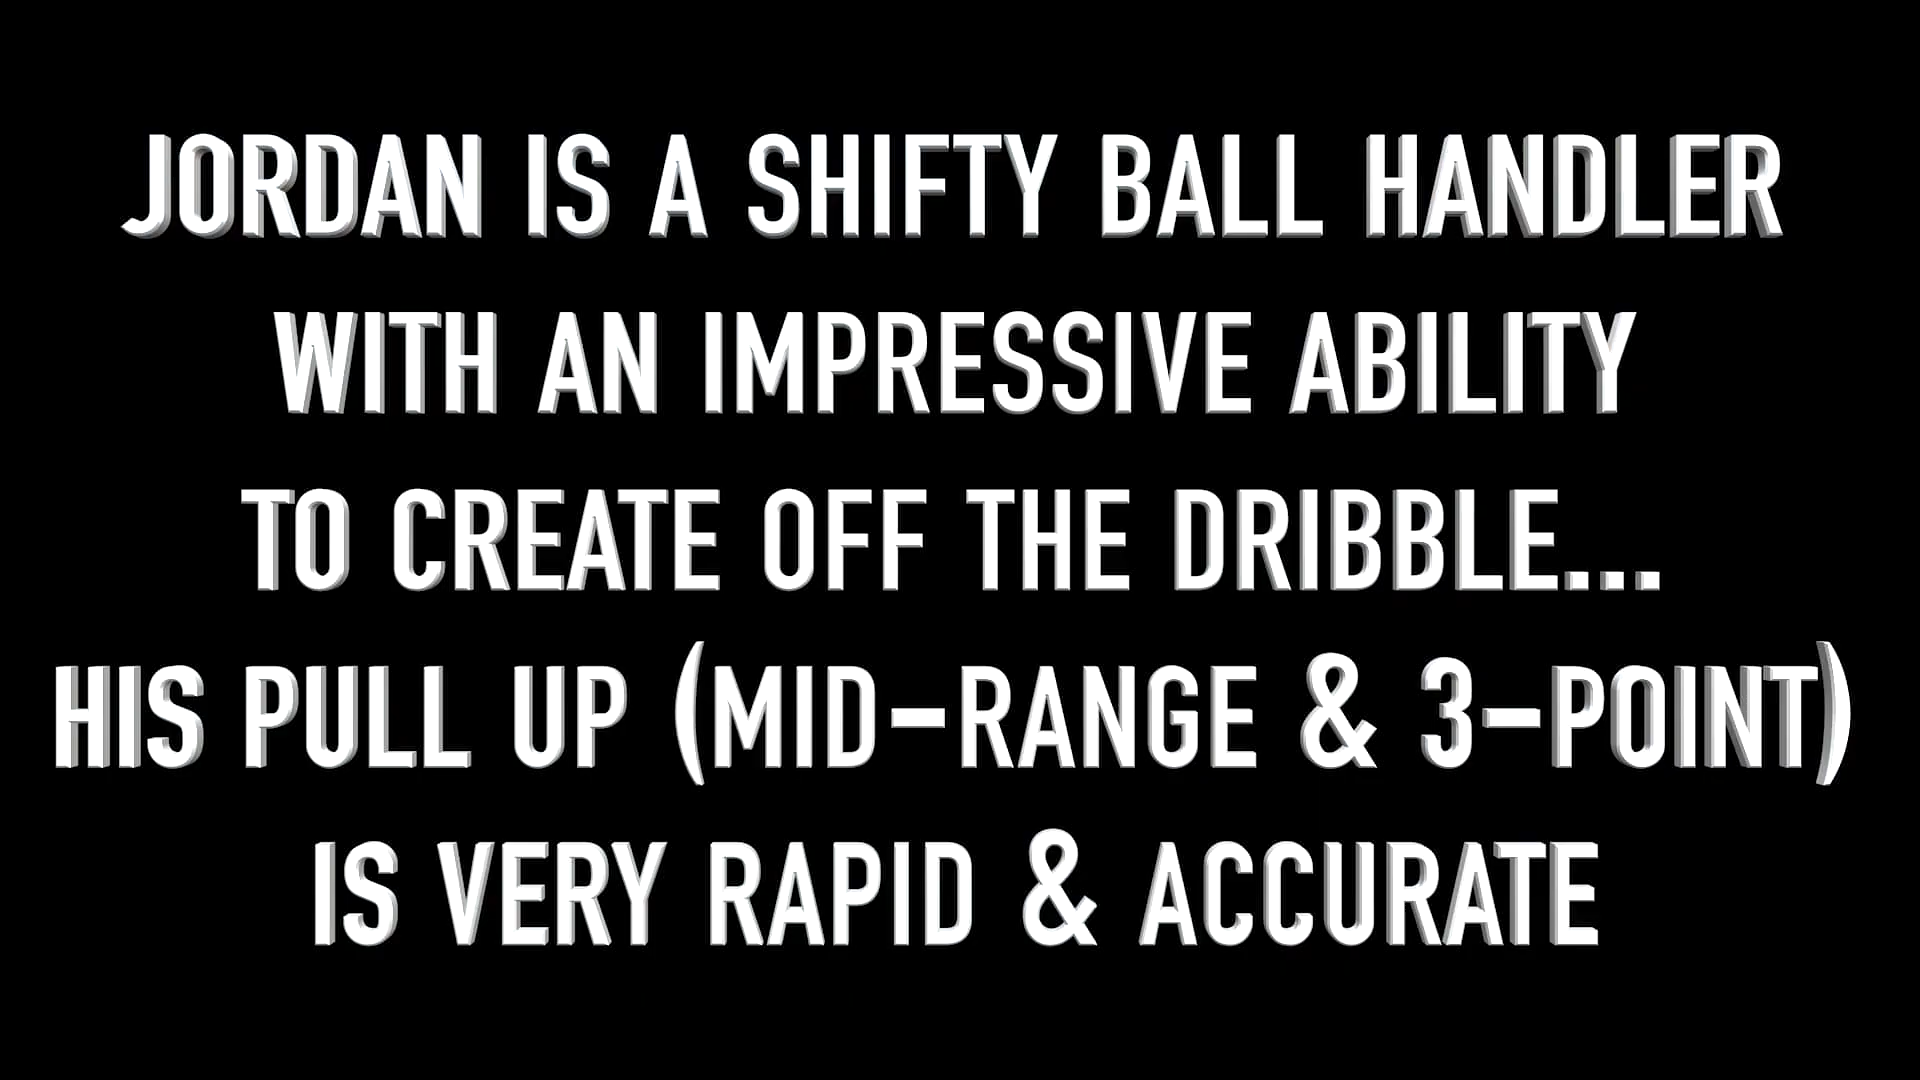 JORDAN IS A SHIFTY BALL HANDLER
WITH AN IMPRESSIVE ABILITY
TO CREATE OFF THE DRIBBLE...
HIS PULL UP (MID-RANGE & 3-POINT)
IS VERY RAPID & ACCURATE